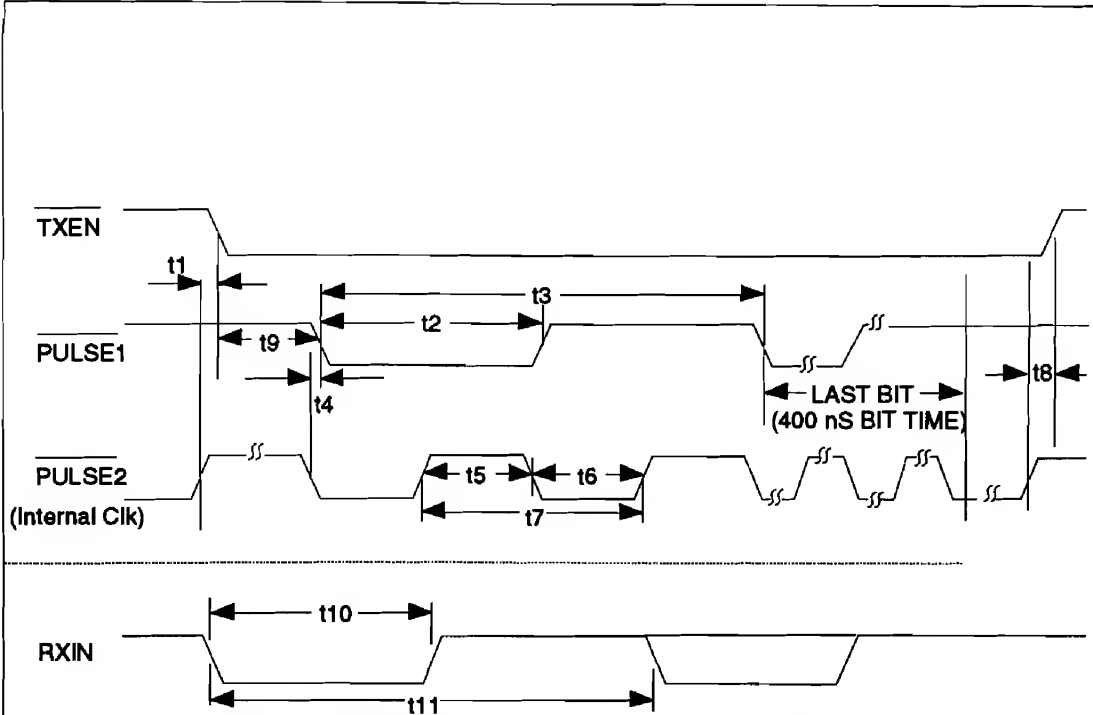 TXEN
t1
t3
t2
PULSE1
t9
t8
t4
LAST BIT
(400 nS BIT TIME)
PULSE2
t5
t6
(Internal Clk)
t7
t10
RXIN
t11